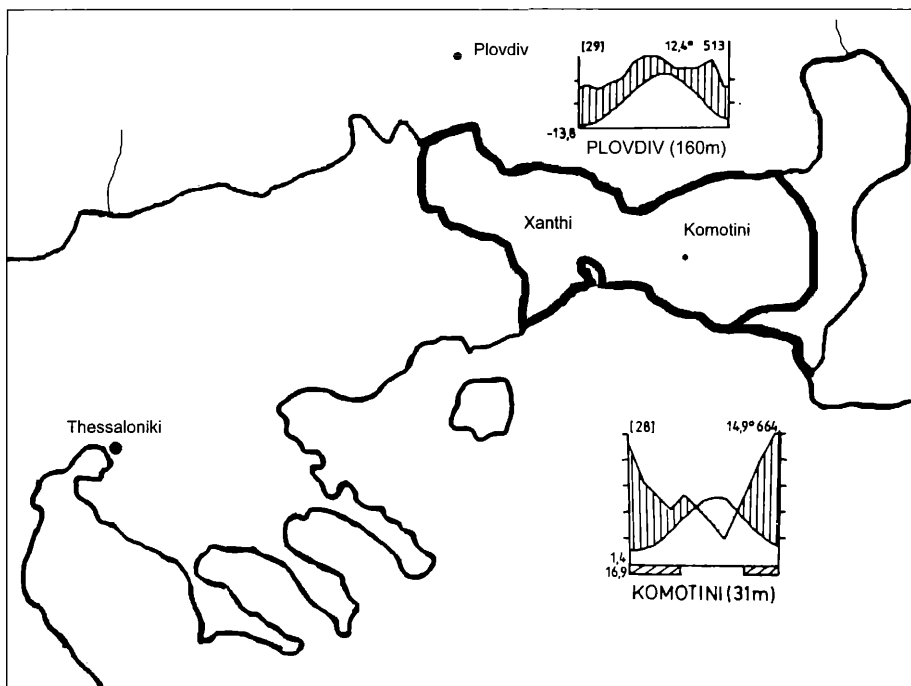 [29] 12,4° 513
Plovdiv
-13,8
PLOVDIV (160m)
Xanthi
Komotini
Thessaloniki
[28] 14,9° 664
1,4
16,9
KOMOTINI (31m)